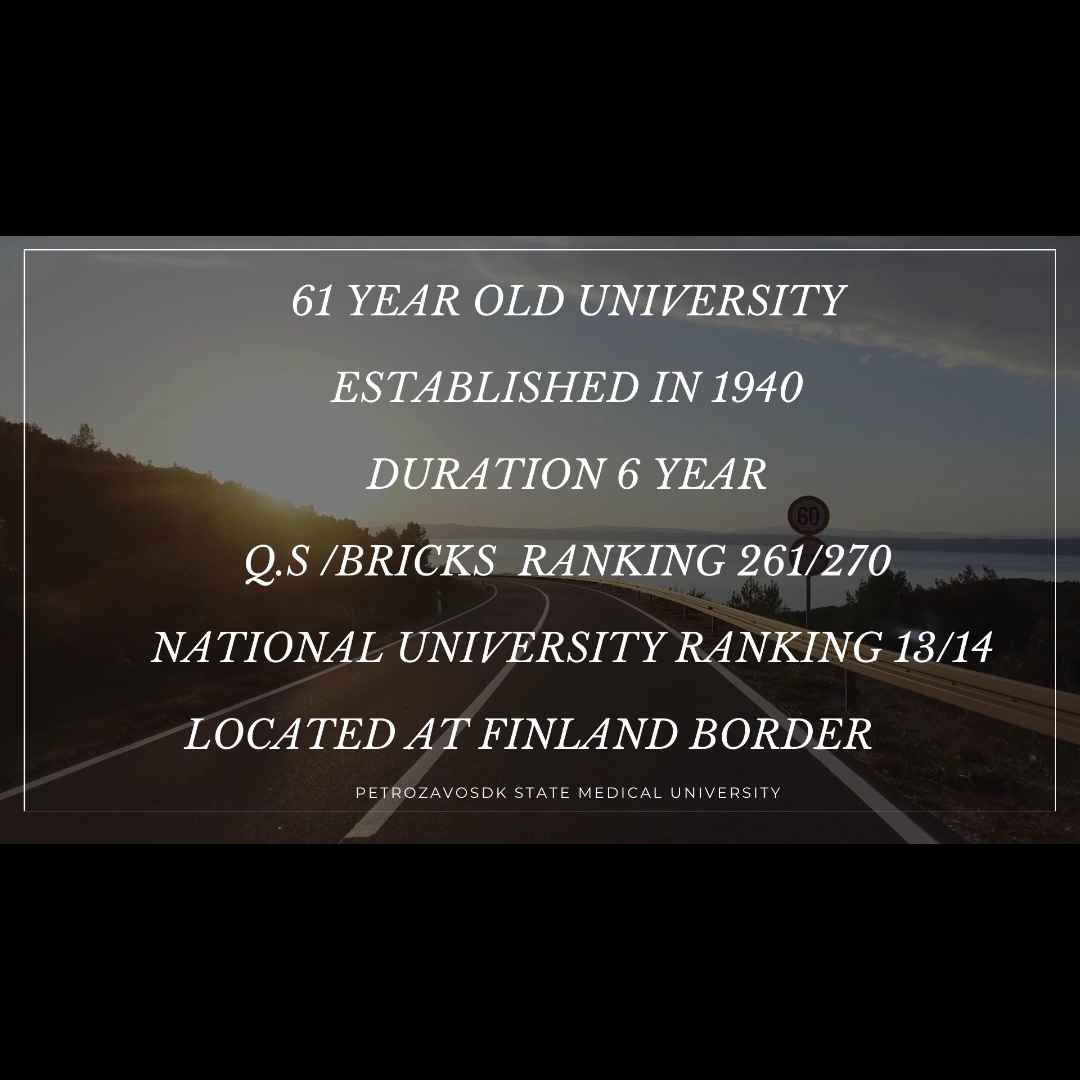 61 YEAR OLD UNIVERSITY
ESTABLISHED IN 1940
DURATION 6 YEAR
60
Q.S /BRICKS RANKING 261/270
NATIONAL UNIVERSITY RANKING 13/14
LOCATED AT FINLAND BORDER
PETROZAVOSDK STATE MEDICAL UNIVERSITY